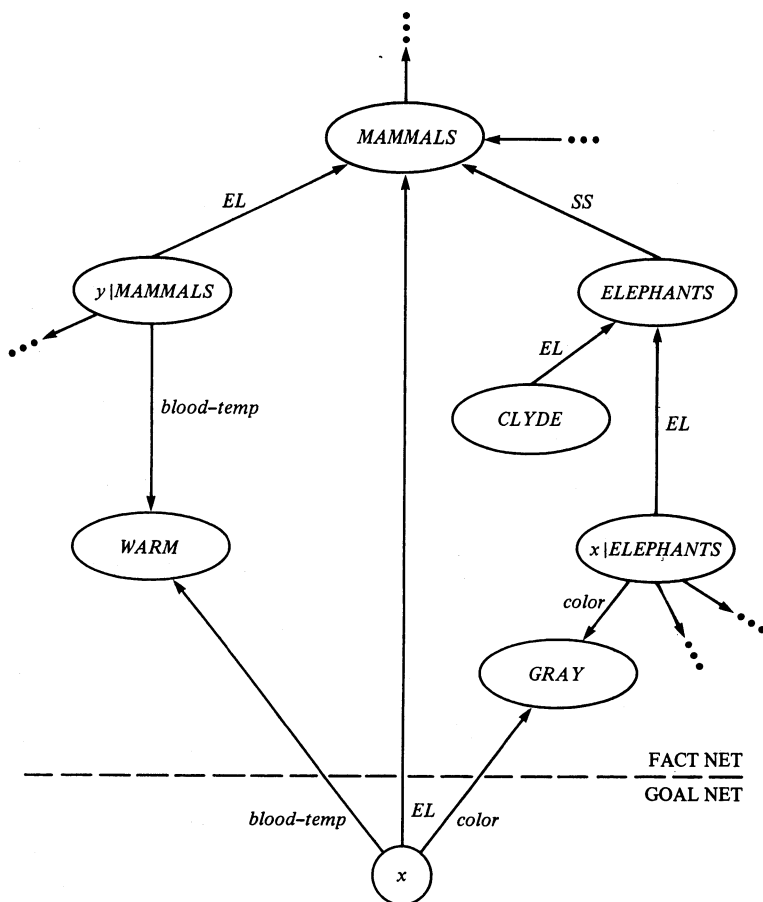 MAMMALS
EL
SS
y|MAMMALS
ELEPHANTS
EL
blood-temp
CLYDE
EL
WARM
x|ELEPHANTS
color
GRAY
FACT NET
GOAL NET
blood-temp
EL
color
x